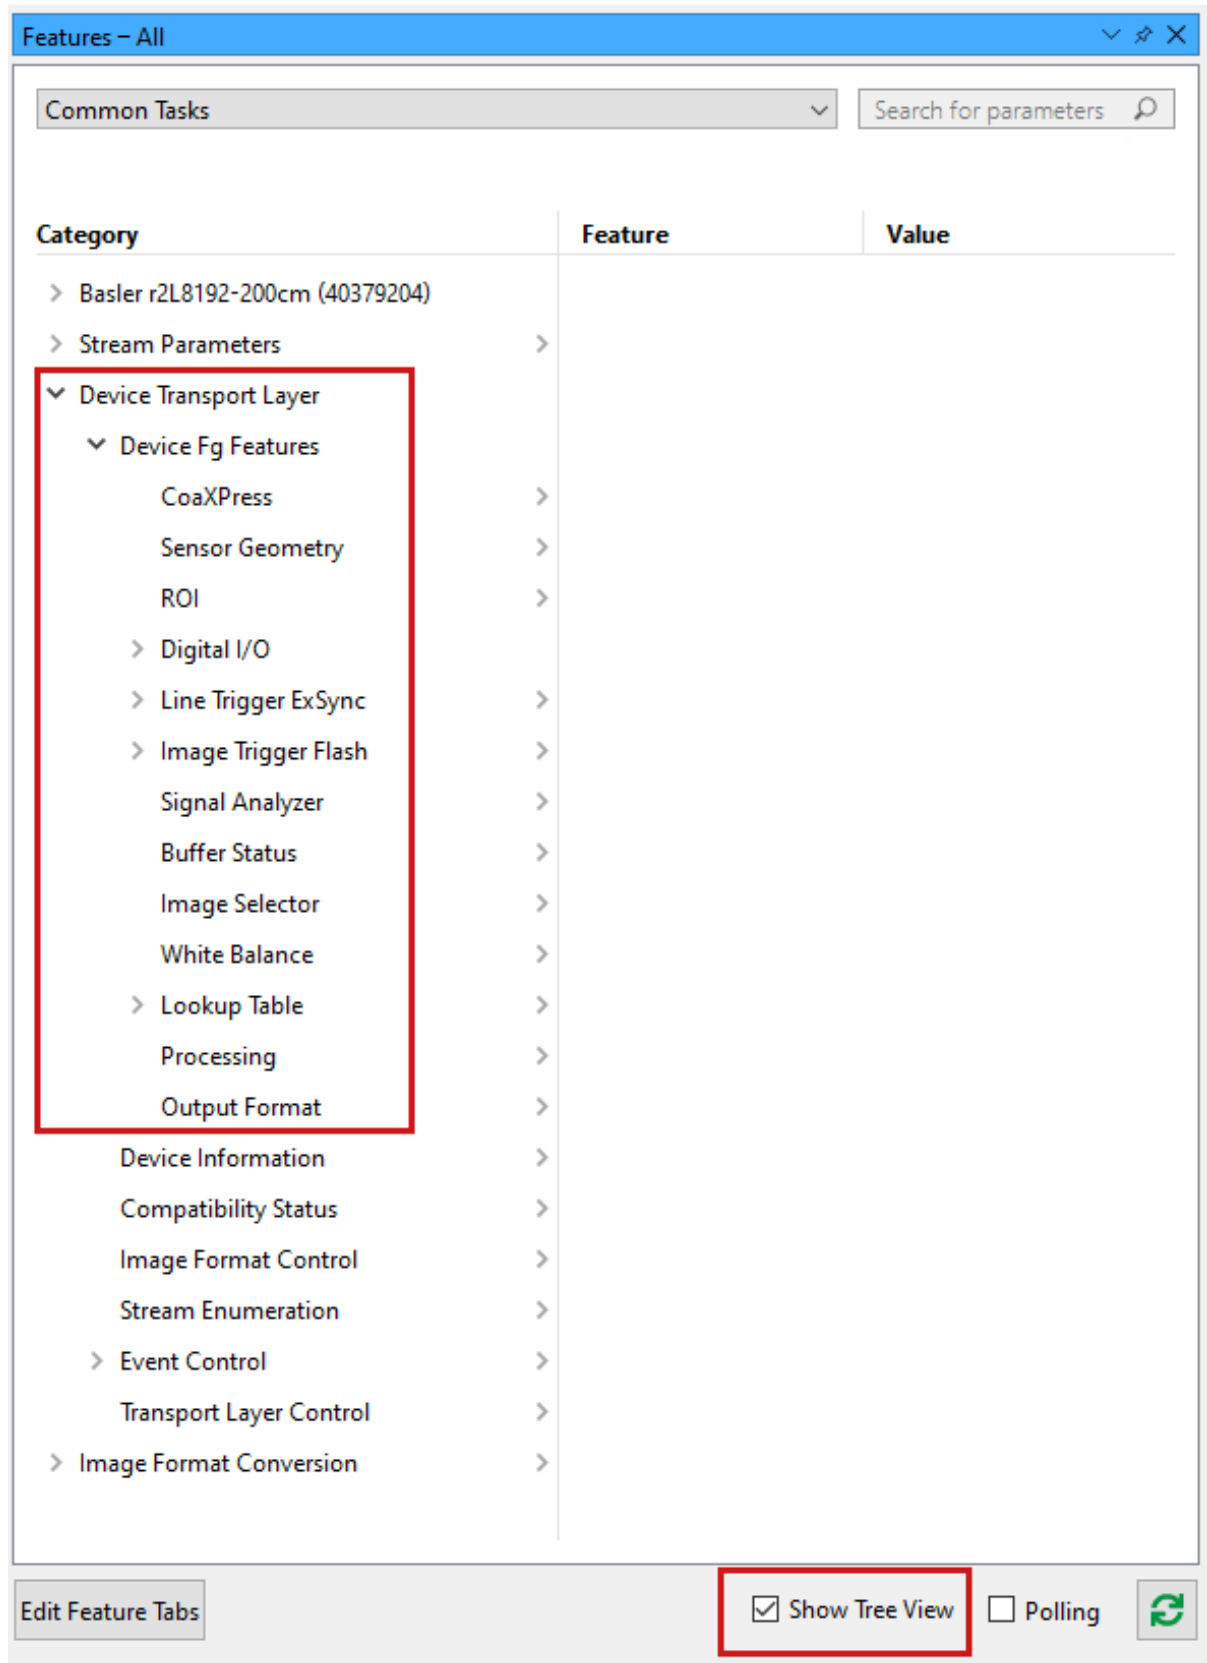 Features – All
Common Tasks
Search for parameters
Category Feature Value
Basler r2L8192-200cm (40379204)
Stream Parameters
Device Transport Layer
Device Fg Features
CoaXPress
Sensor Geometry
ROI
Digital I/O
Line Trigger ExSync
Image Trigger Flash
Signal Analyzer
Buffer Status
Image Selector
White Balance
Lookup Table
Processing
Output Format
Device Information
Compatibility Status
Image Format Control
Stream Enumeration
Event Control
Transport Layer Control
Image Format Conversion
Edit Feature Tabs Show Tree View Polling